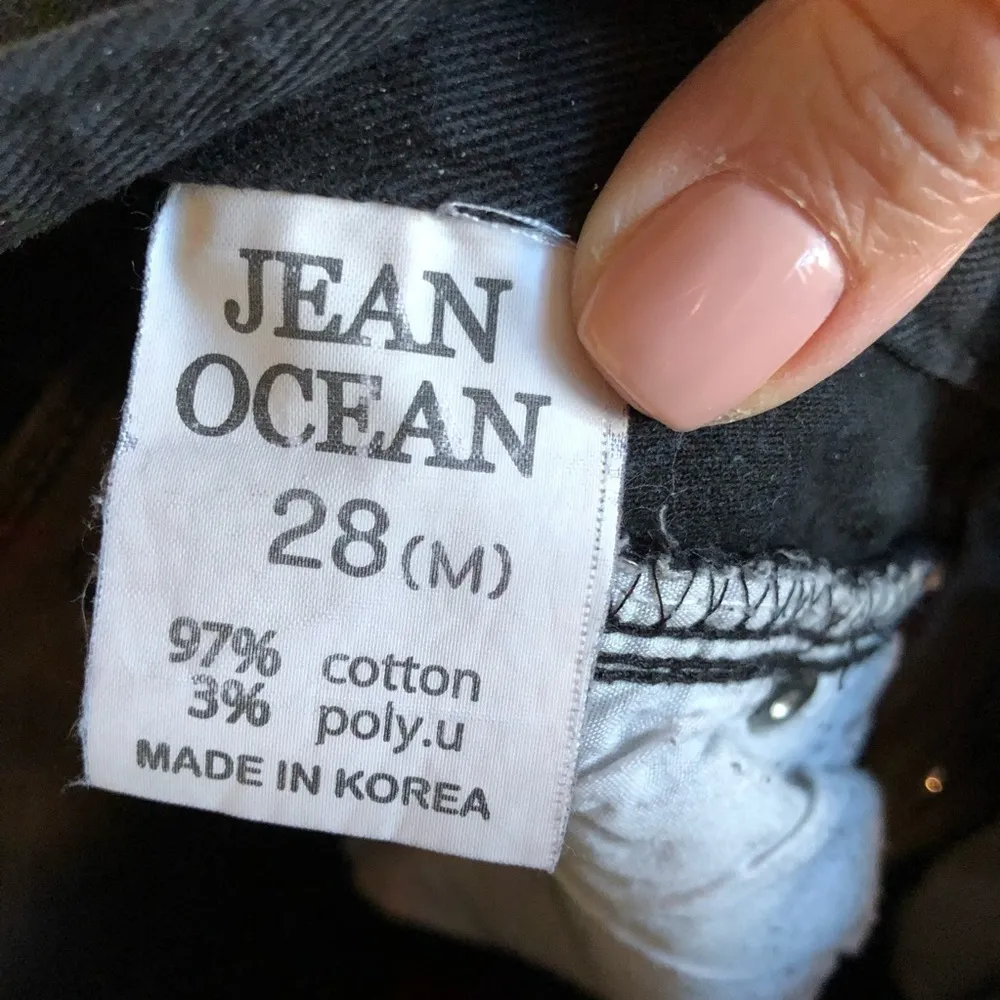 JEAN
OCEAN
28 (M)
97% cotton
3% poly.u
MADE IN KOREA